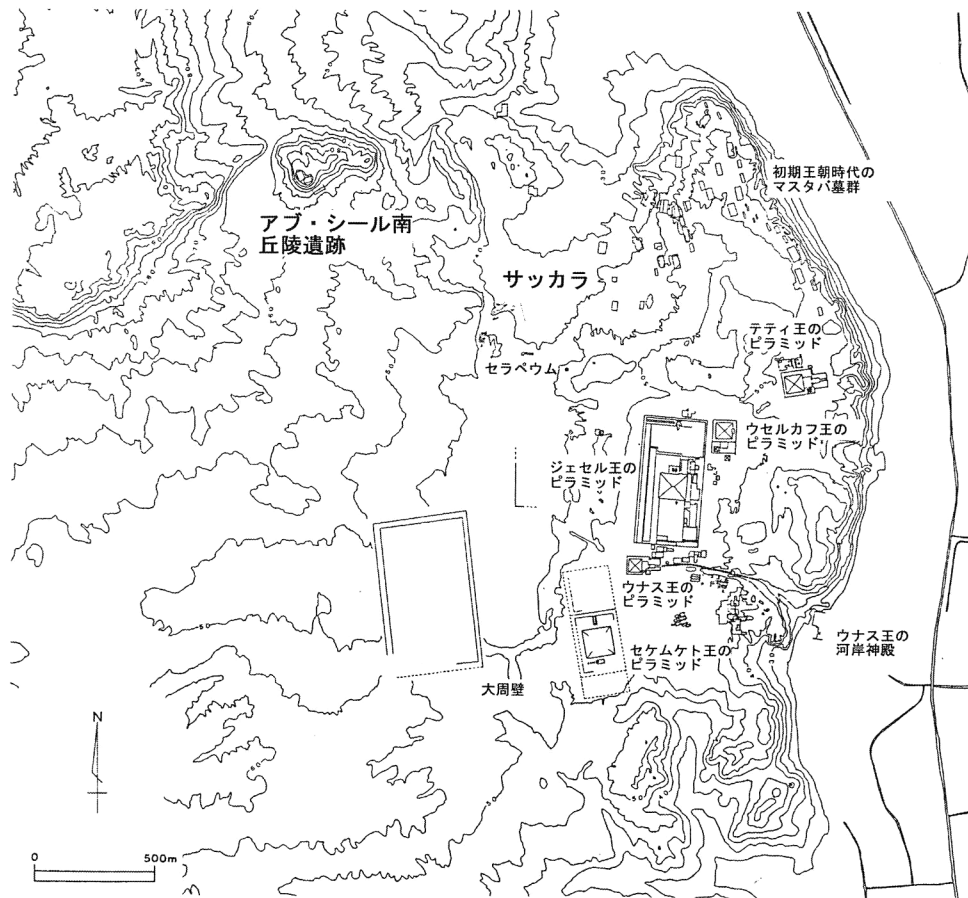 初期王朝時代の
マスタバ墓群
アブ・シール南
丘陵遺跡
サッカラ
テティ王の
ピラミッド
セラペウム
ウセルカフ王の
ピラミッド
ジェセル王の
ピラミッド
ウナス王の
ピラミッド
ウナス王の
河岸神殿
セケムケト王の
ピラミッド
大周壁
N
0 500m